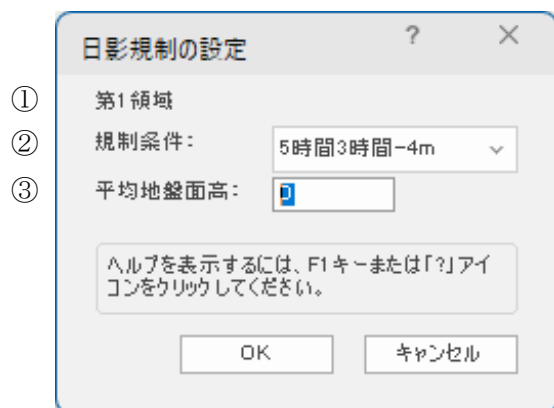 日影規制の設定 ? ×
① 第1領域
② 規制条件: 5時間3時間-4m
③ 平均地盤面高: 0
ヘルプを表示するには、F1キーまたは「?」アイ
コンをクリックしてください。
OK キャンセル